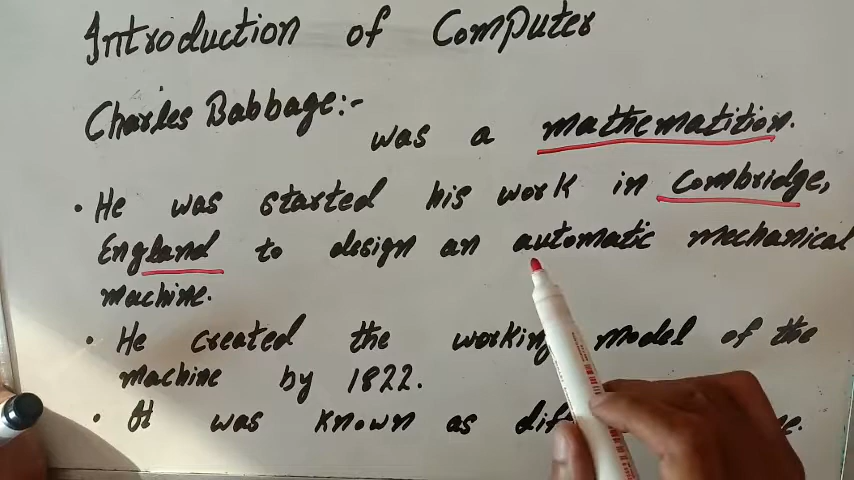 Introduction of Computer
Charles Babbage:-
was a mathematition.
• He was started his work in Combridge,
England to design an automatic mechanical
machine.
• He created the working model of the
machine by 1822.
• It was known as